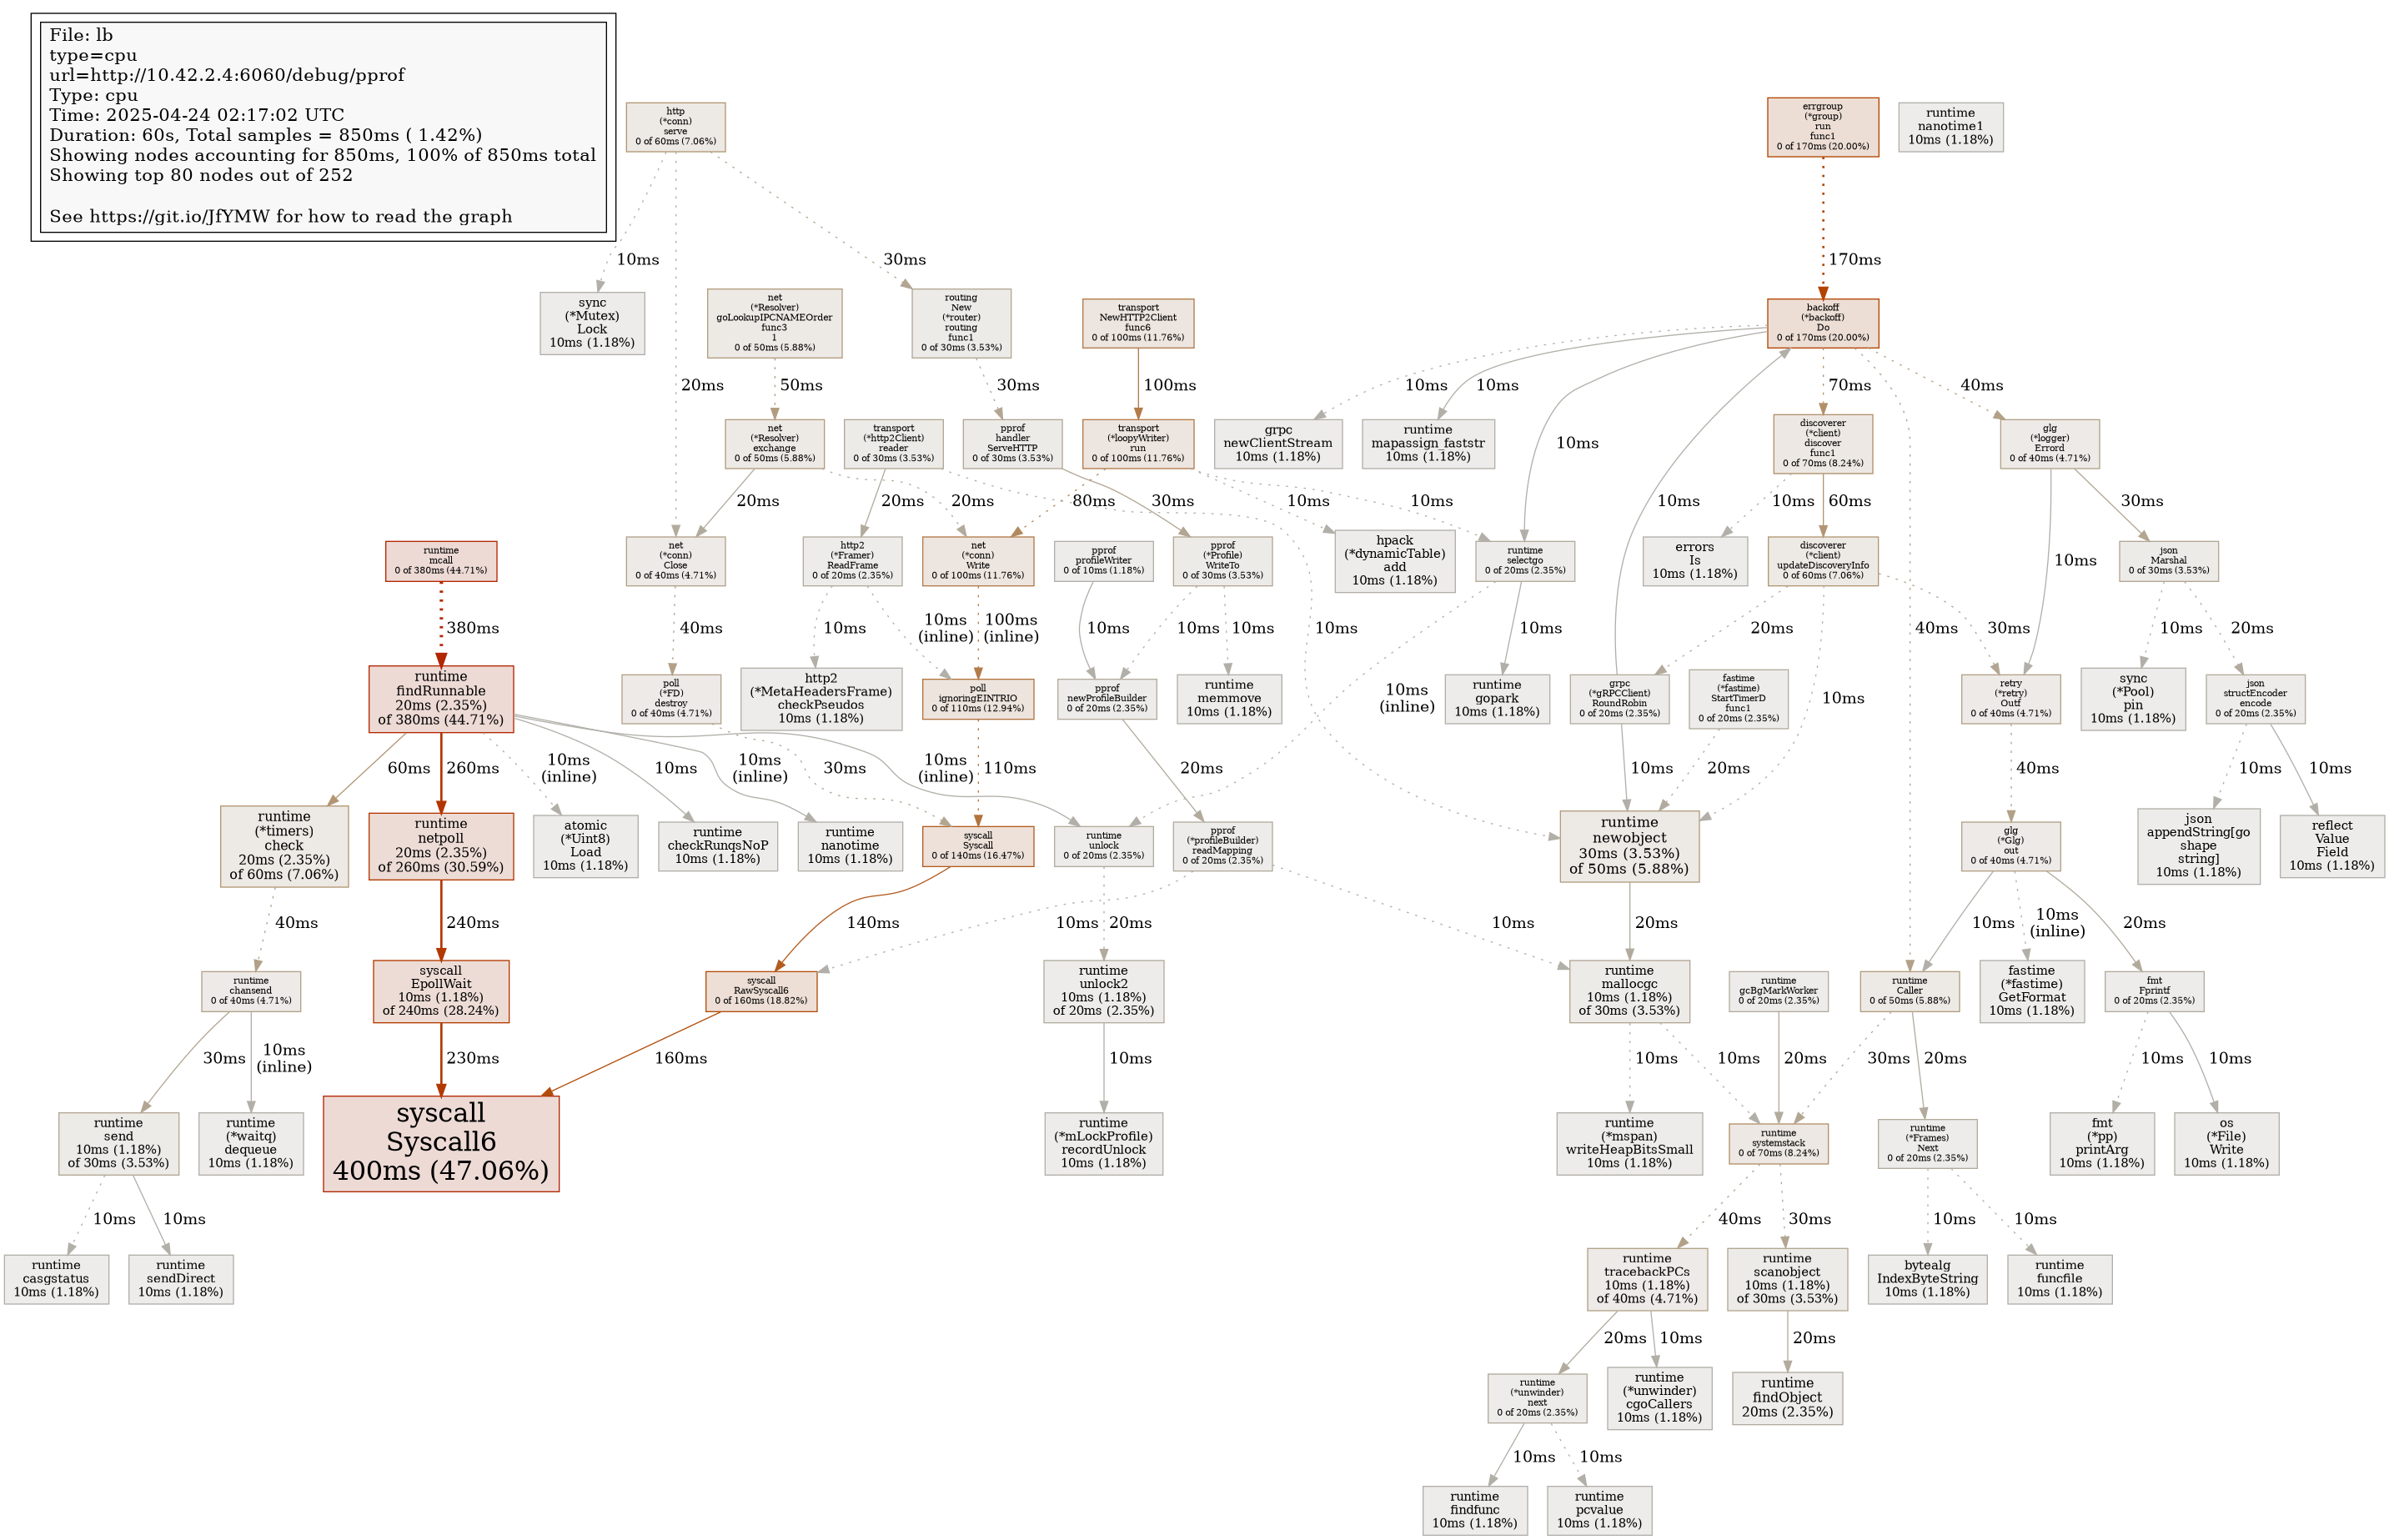 File: lb
type=cpu
url=http://10.42.2.4:6060/debug/pprof
Type: cpu
Time: 2025-04-24 02:17:02 UTC
Duration: 60s, Total samples = 850ms ( 1.42%)
Showing nodes accounting for 850ms, 100% of 850ms total
Showing top 80 nodes out of 252
See https://git.io/JfYMW for how to read the graph
http
(*conn)
serve
0 of 60ms (7.06%)
errgroup
(*group)
run
func1
0 of 170ms (20.00%)
runtime
nanotime1
10ms (1.18%)
10ms
30ms
170ms
sync
(*Mutex)
Lock
10ms (1.18%)
net
(*Resolver)
goLookupIPCNAMEOrder
func3
1
0 of 50ms (5.88%)
routing
New
(*router)
routing
func1
0 of 30ms (3.53%)
transport
NewHTTP2Client
func6
0 of 100ms (11.76%)
backoff
(*backoff)
Do
0 of 170ms (20.00%)
20ms
50ms
30ms
100ms
10ms
10ms
70ms
40ms
net
(*Resolver)
exchange
0 of 50ms (5.88%)
transport
(*http2Client)
reader
0 of 30ms (3.53%)
pprof
handler
ServeHTTP
0 of 30ms (3.53%)
transport
(*loopyWriter)
run
0 of 100ms (11.76%)
grpc
newClientStream
10ms (1.18%)
runtime
mapassign_faststr
10ms (1.18%)
10ms
discoverer
(*client)
discover
func1
0 of 70ms (8.24%)
glg
(*logger)
Errord
0 of 40ms (4.71%)
20ms
20ms
20ms
80ms
30ms
10ms
10ms
10ms
10ms
60ms
30ms
runtime
mcall
0 of 380ms (44.71%)
net
(*conn)
Close
0 of 40ms (4.71%)
http2
(*Framer)
ReadFrame
0 of 20ms (2.35%)
net
(*conn)
Write
0 of 100ms (11.76%)
pprof
profileWriter
0 of 10ms (1.18%)
pprof
(*Profile)
WriteTo
0 of 30ms (3.53%)
hpack
(*dynamicTable)
add
10ms (1.18%)
runtime
selectgo
0 of 20ms (2.35%)
errors
Is
10ms (1.18%)
discoverer
(*client)
updateDiscoveryInfo
0 of 60ms (7.06%)
10ms
json
Marshal
0 of 30ms (3.53%)
380ms
40ms
10ms
10ms
(inline)
100ms
(inline)
10ms
10ms
10ms
10ms
10ms
20ms
40ms
30ms
10ms
20ms
runtime
findRunnable
20ms (2.35%)
of 380ms (44.71%)
poll
(*FD)
destroy
0 of 40ms (4.71%)
http2
(*MetaHeadersFrame)
checkPseudos
10ms (1.18%)
poll
ignoringEINTRIO
0 of 110ms (12.94%)
pprof
newProfileBuilder
0 of 20ms (2.35%)
runtime
memmove
10ms (1.18%)
10ms
(inline)
runtime
gopark
10ms (1.18%)
grpc
(*gRPCClient)
RoundRobin
0 of 20ms (2.35%)
fastime
(*fastime)
StartTimerD
func1
0 of 20ms (2.35%)
10ms
retry
(*retry)
Outf
0 of 40ms (4.71%)
sync
(*Pool)
pin
10ms (1.18%)
json
structEncoder
encode
0 of 20ms (2.35%)
60ms
260ms
10ms
(inline)
10ms
10ms
(inline)
30ms
10ms
(inline)
110ms
20ms
10ms
20ms
40ms
10ms
10ms
runtime
(*timers)
check
20ms (2.35%)
of 60ms (7.06%)
runtime
netpoll
20ms (2.35%)
of 260ms (30.59%)
atomic
(*Uint8)
Load
10ms (1.18%)
runtime
checkRunqsNoP
10ms (1.18%)
runtime
nanotime
10ms (1.18%)
syscall
Syscall
0 of 140ms (16.47%)
runtime
unlock
0 of 20ms (2.35%)
pprof
(*profileBuilder)
readMapping
0 of 20ms (2.35%)
runtime
newobject
30ms (3.53%)
of 50ms (5.88%)
glg
(*Glg)
out
0 of 40ms (4.71%)
json
appendString[go
shape
string]
10ms (1.18%)
reflect
Value
Field
10ms (1.18%)
40ms
240ms
140ms
10ms
20ms
10ms
20ms
10ms
10ms
(inline)
20ms
runtime
chansend
0 of 40ms (4.71%)
syscall
EpollWait
10ms (1.18%)
of 240ms (28.24%)
syscall
RawSyscall6
0 of 160ms (18.82%)
runtime
unlock2
10ms (1.18%)
of 20ms (2.35%)
runtime
mallocgc
10ms (1.18%)
of 30ms (3.53%)
runtime
gcBgMarkWorker
0 of 20ms (2.35%)
runtime
Caller
0 of 50ms (5.88%)
fastime
(*fastime)
GetFormat
10ms (1.18%)
fmt
Fprintf
0 of 20ms (2.35%)
30ms
10ms
(inline)
230ms
160ms
10ms
10ms
10ms
20ms
30ms
20ms
10ms
10ms
runtime
send
10ms (1.18%)
of 30ms (3.53%)
runtime
(*waitq)
dequeue
10ms (1.18%)
syscall
Syscall6
400ms (47.06%)
runtime
(*mLockProfile)
recordUnlock
10ms (1.18%)
runtime
(*mspan)
writeHeapBitsSmall
10ms (1.18%)
runtime
systemstack
0 of 70ms (8.24%)
runtime
(*Frames)
Next
0 of 20ms (2.35%)
fmt
(*pp)
printArg
10ms (1.18%)
os
(*File)
Write
10ms (1.18%)
10ms
10ms
40ms
30ms
10ms
10ms
runtime
casgstatus
10ms (1.18%)
runtime
sendDirect
10ms (1.18%)
runtime
tracebackPCs
10ms (1.18%)
of 40ms (4.71%)
runtime
scanobject
10ms (1.18%)
of 30ms (3.53%)
bytealg
IndexByteString
10ms (1.18%)
runtime
funcfile
10ms (1.18%)
20ms
10ms
20ms
runtime
(*unwinder)
next
0 of 20ms (2.35%)
runtime
(*unwinder)
cgoCallers
10ms (1.18%)
runtime
findObject
20ms (2.35%)
10ms
10ms
runtime
findfunc
10ms (1.18%)
runtime
pcvalue
10ms (1.18%)